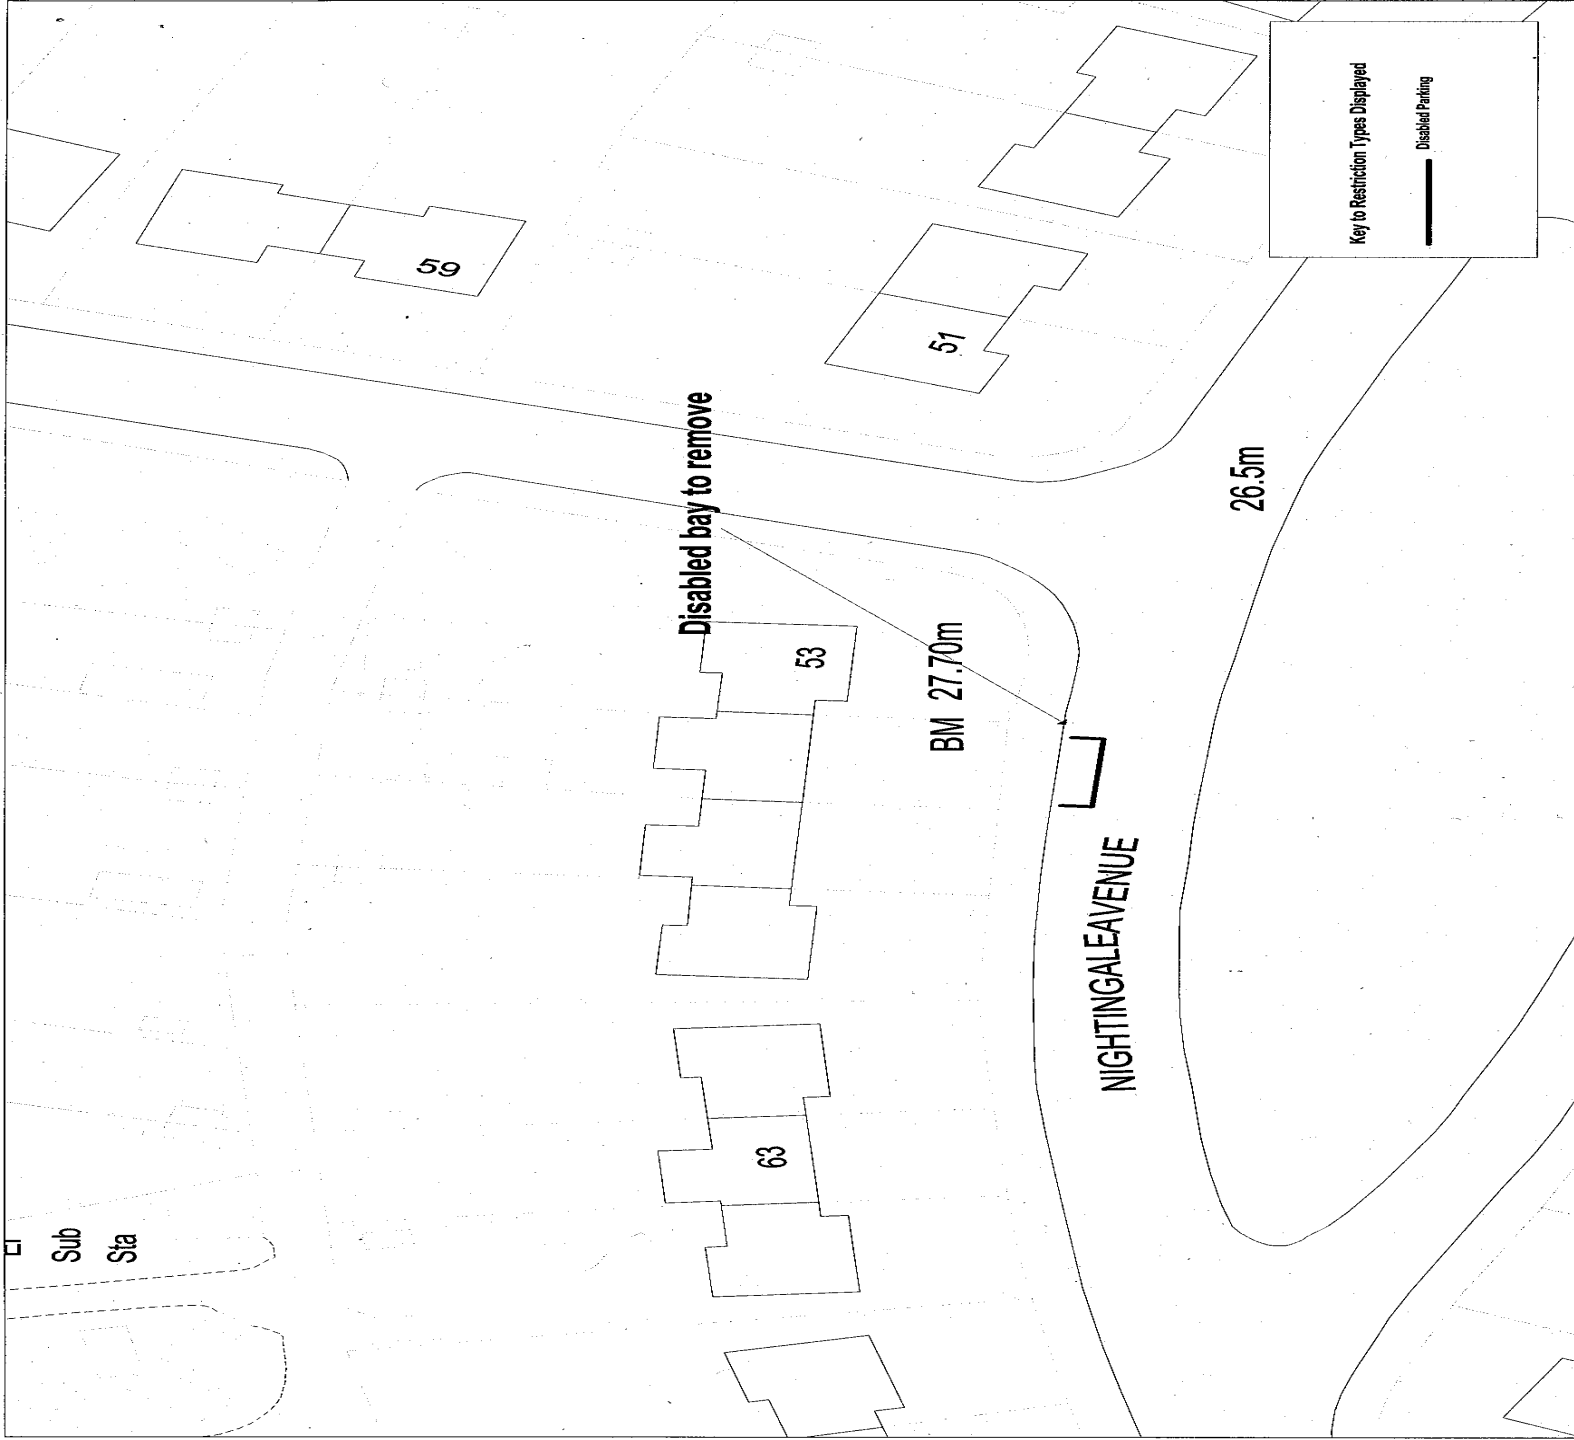 Key to Restriction Types Displayed
Disabled Parking
59
51
Disabled bay to remove
53
BM 27.70m
26.5m
NIGHTINGALEAVENUE
63
El
Sub
Sta